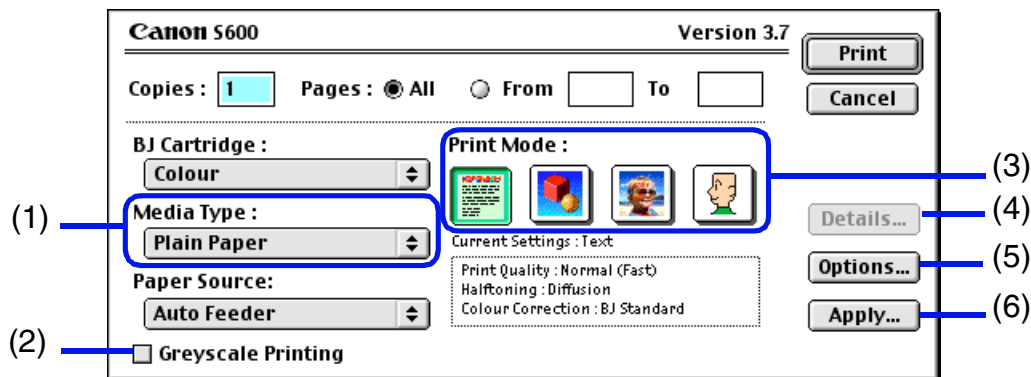 Canon S600 Version 3.7
Print
Copies : 1 Pages : All From To
Cancel
BJ Cartridge :
Colour
Print Mode :
(3)
(1)
Media Type :
Plain Paper
Details...
(4)
Current Settings : Text
Print Quality : Normal (Fast)
Halftoning : Diffusion
Colour Correction : BJ Standard
Options...
(5)
Paper Source:
Auto Feeder
Apply...
(6)
(2)
Greyscale Printing